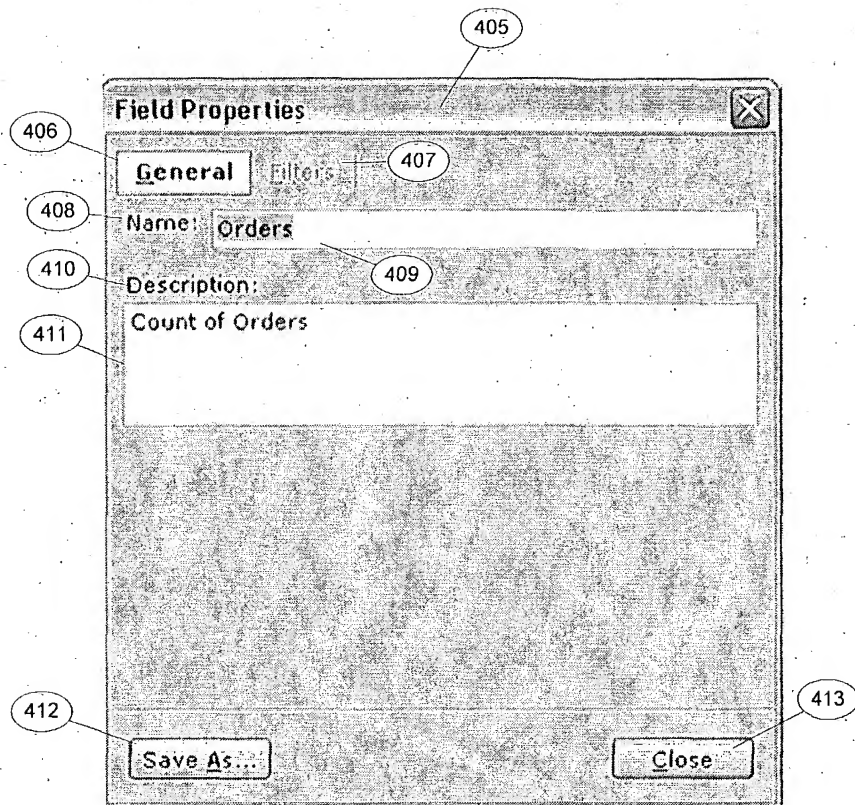 405
Field Properties
406
General Filters
407
408
Name: Orders
409
410
Description:
411
Count of Orders
412
413
Save As... Close